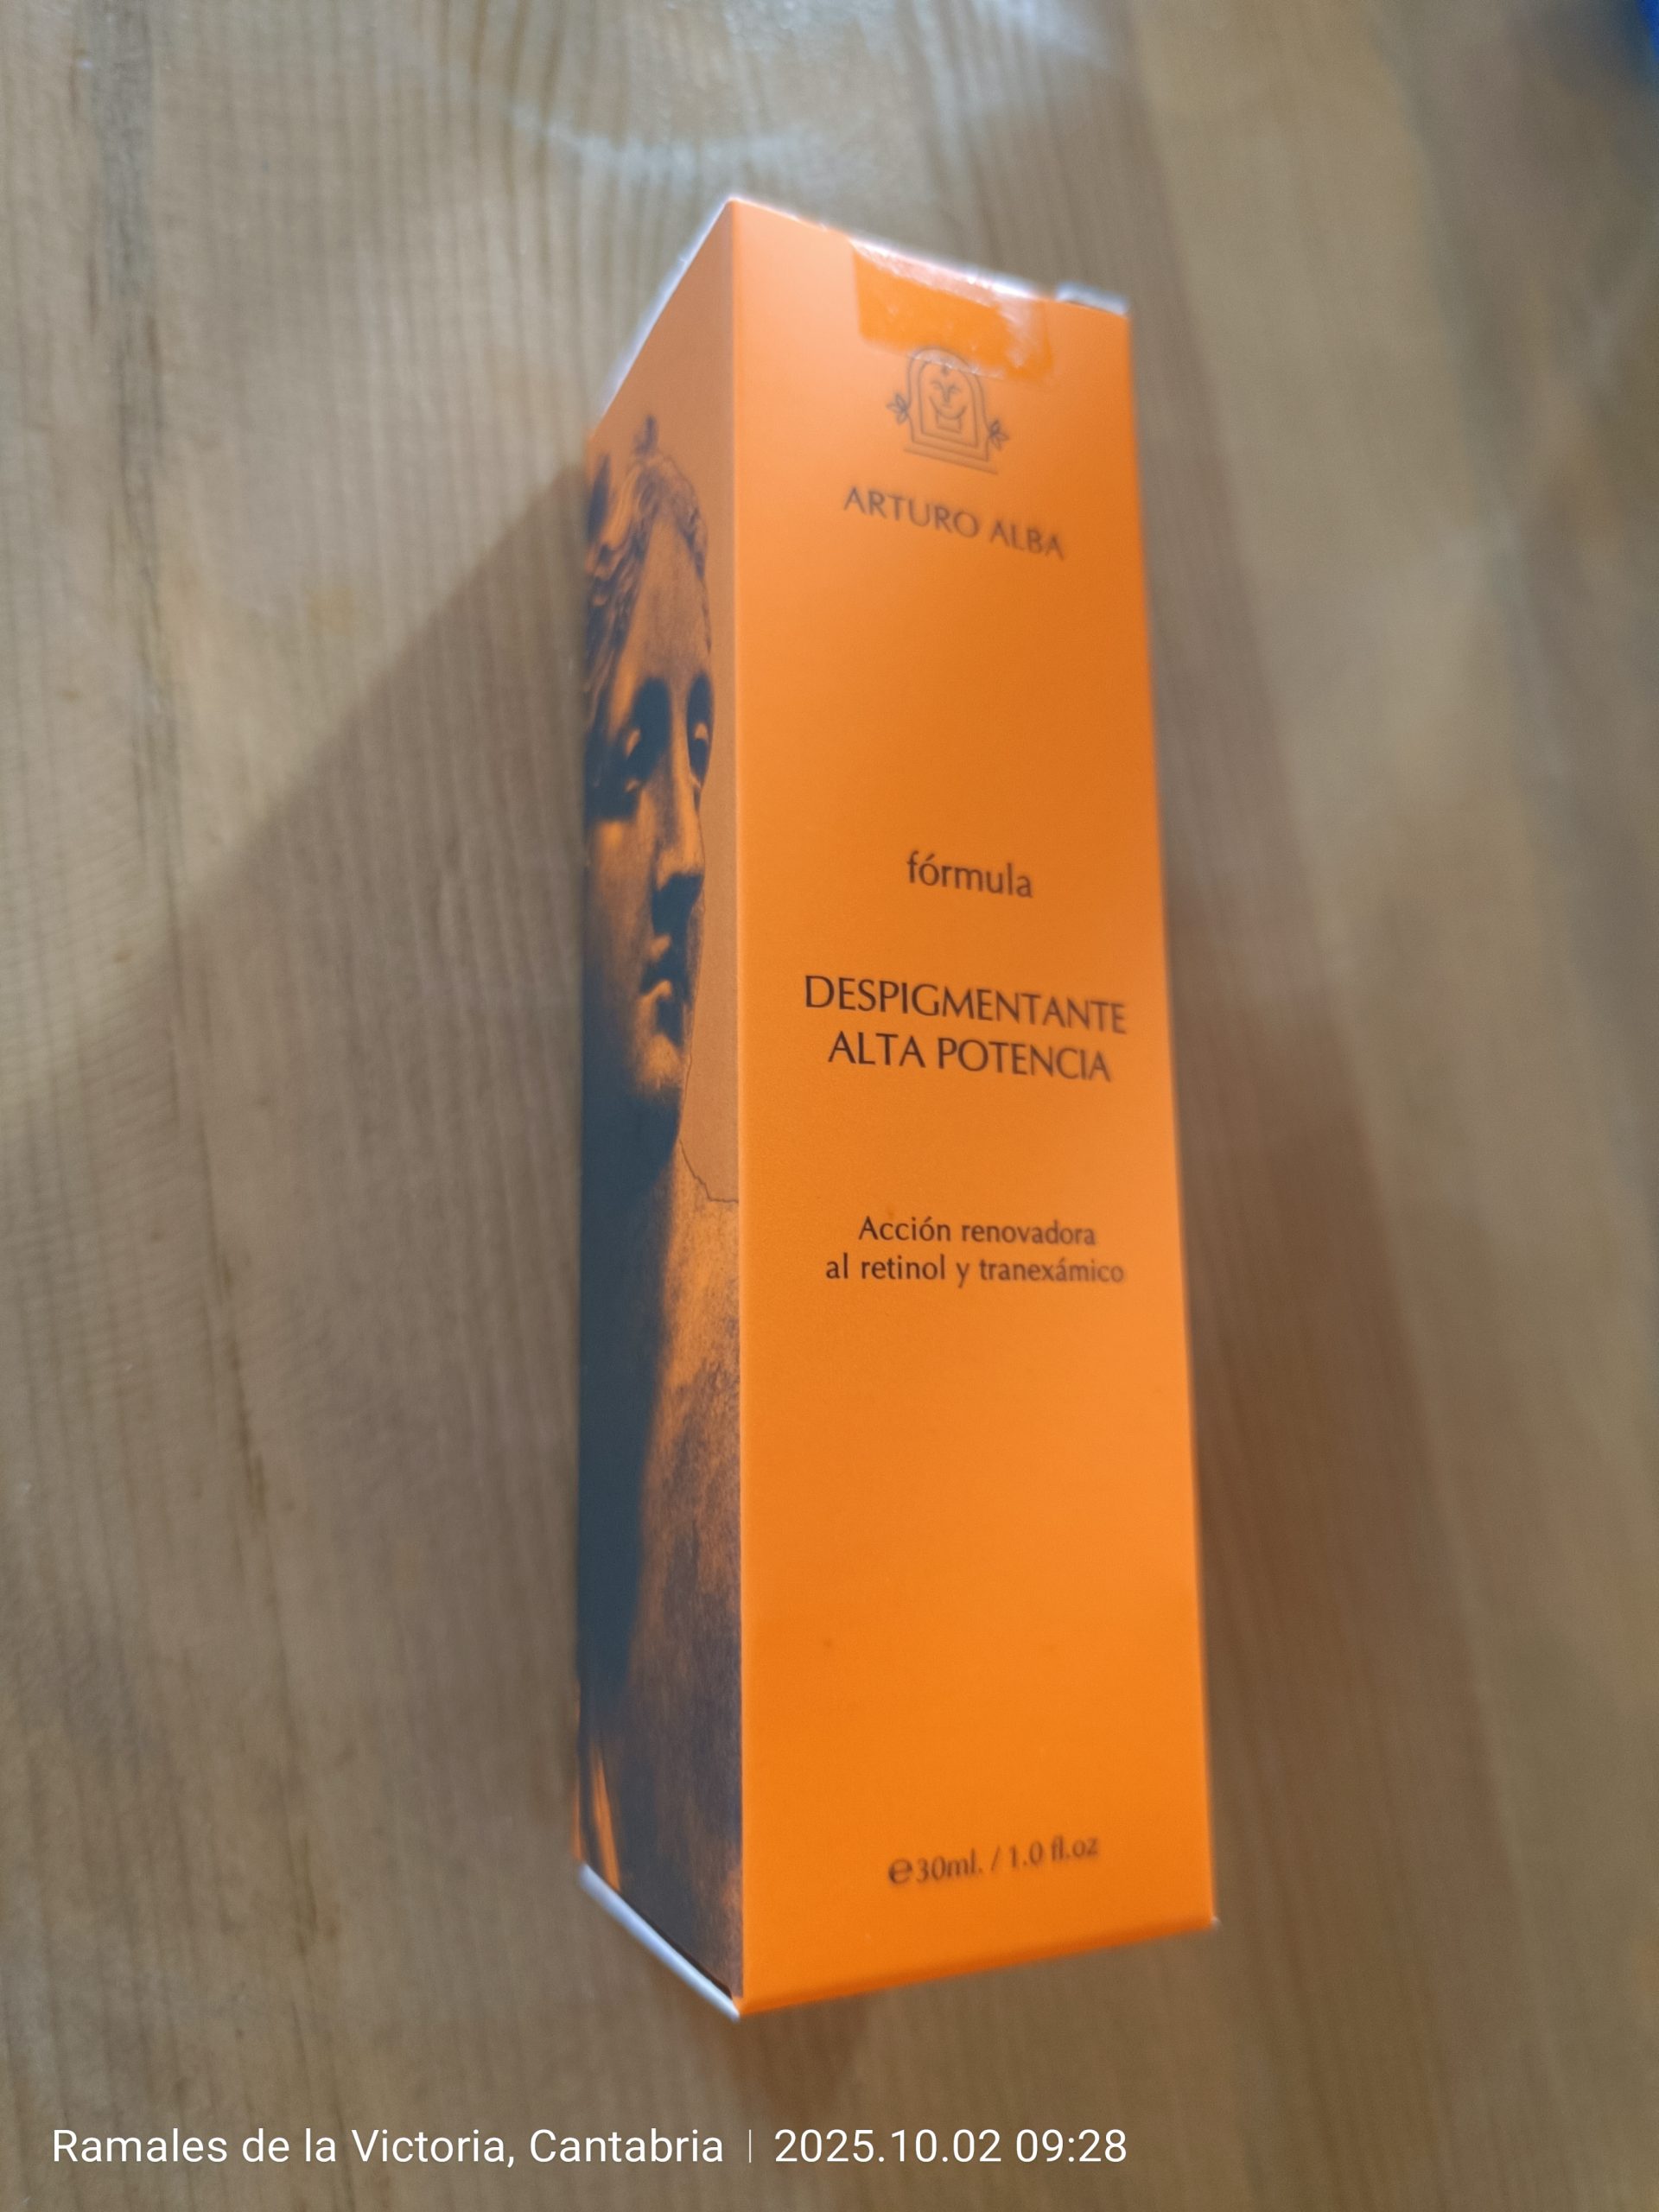 ARTURO ALBA
fórmula
DESPIGMENTANTE
ALTA POTENCIA
Acción renovadora
al retinol y tranexámico
℮30ml. / 1.0 fl.oz
Ramales de la Victoria, Cantabria | 2025.10.02 09:28